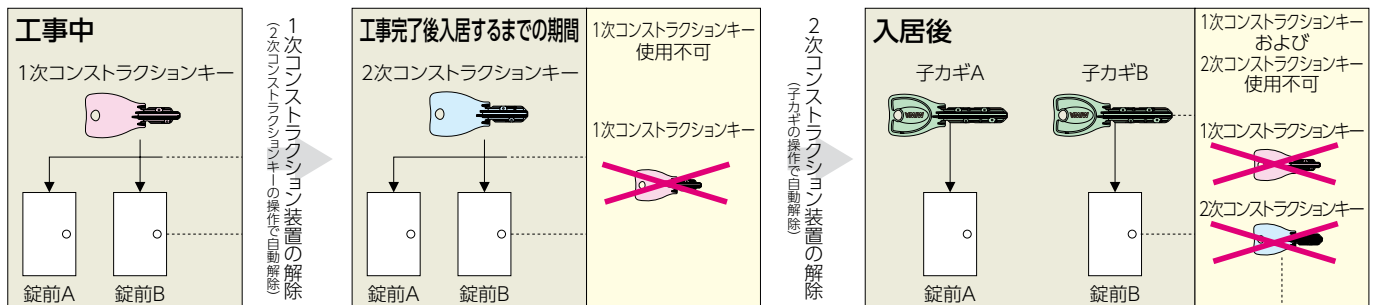 工事中
1次コンストラクションキー
錠前A
錠前B
1次コンストラクション装置の解除
（2次コンストラクションキーの操作で自動解除）
工事完了後入居するまでの期間
2次コンストラクションキー
錠前A
錠前B
1次コンストラクションキー
使用不可
1次コンストラクションキー
2次コンストラクション装置の解除
（子カギの操作で自動解除）
入居後
子カギA
子カギB
錠前A
錠前B
1次コンストラクションキー
および
2次コンストラクションキー
使用不可
1次コンストラクションキー
2次コンストラクションキー